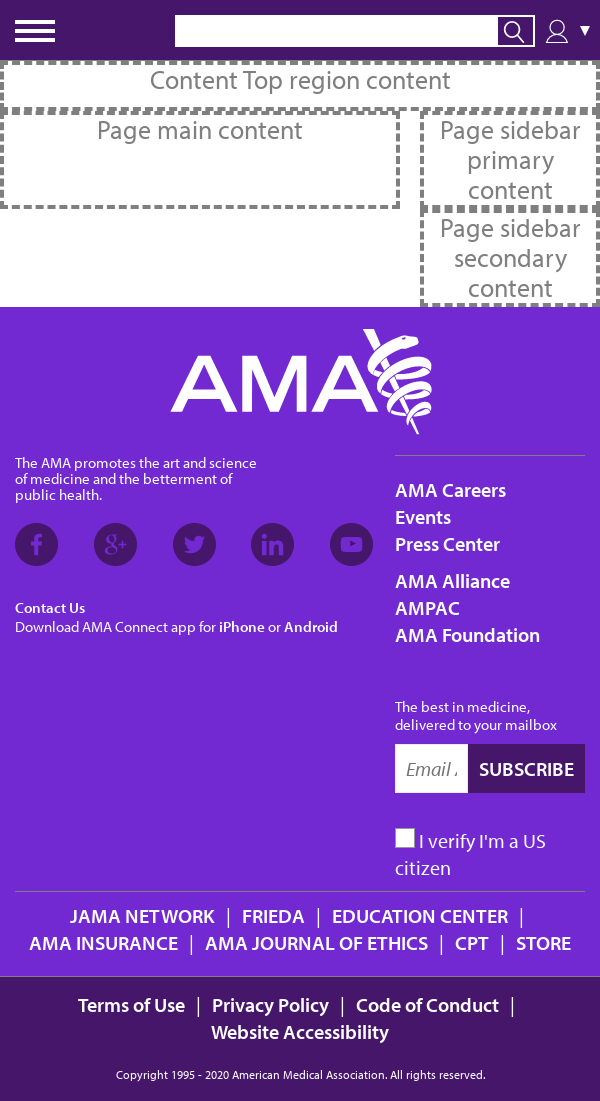 ▼
Content Top region content
Page main content
Page sidebar
primary
content
Page sidebar
secondary
content
AMA
The AMA promotes the art and science
of medicine and the betterment of
public health.
Contact Us
Download AMA Connect app for iPhone or Android
AMA Careers
Events
Press Center
AMA Alliance
AMPAC
AMA Foundation
The best in medicine,
delivered to your mailbox
Email
SUBSCRIBE
I verify I'm a US
citizen
JAMA NETWORK | FRIEDA | EDUCATION CENTER |
AMA INSURANCE | AMA JOURNAL OF ETHICS | CPT | STORE
Terms of Use | Privacy Policy | Code of Conduct |
Website Accessibility
Copyright 1995 - 2020 American Medical Association. All rights reserved.